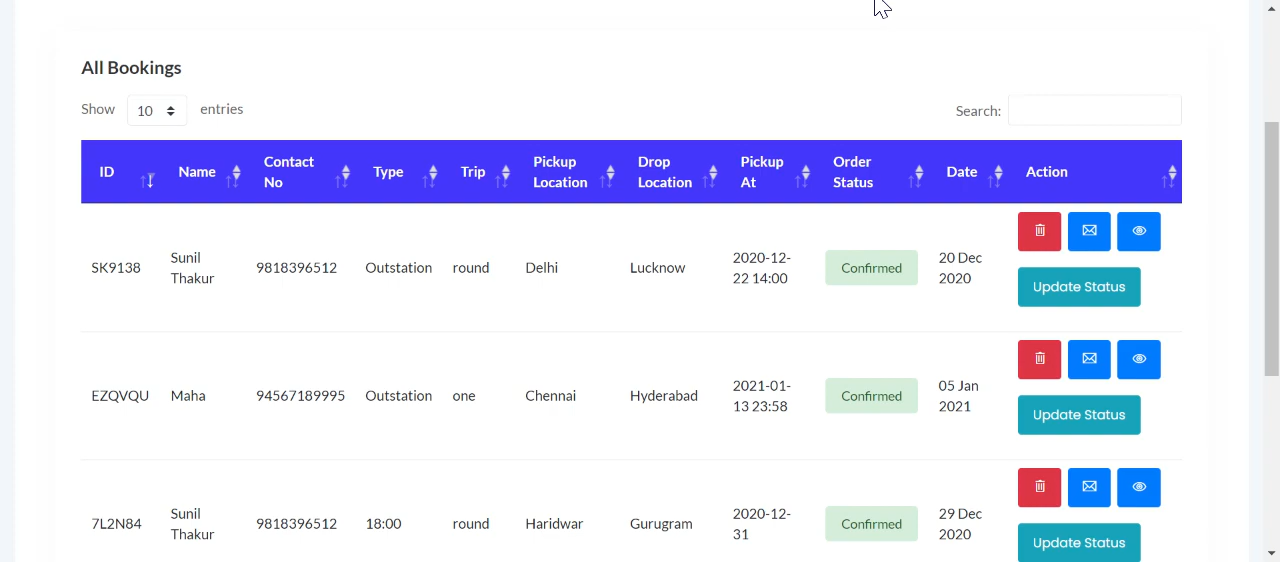 All Bookings
Show 10 entries
Search:
ID Name Contact No Type Trip Pickup Location Drop Location Pickup At Order Status Date Action
SK9138 Sunil Thakur 9818396512 Outstation round Delhi Lucknow 2020-12-22 14:00 Confirmed 20 Dec 2020
Update Status
EZQVQU Maha 94567189995 Outstation one Chennai Hyderabad 2021-01-13 23:58 Confirmed 05 Jan 2021
Update Status
7L2N84 Sunil Thakur 9818396512 18:00 round Haridwar Gurugram 2020-12-31 Confirmed 29 Dec 2020
Update Status